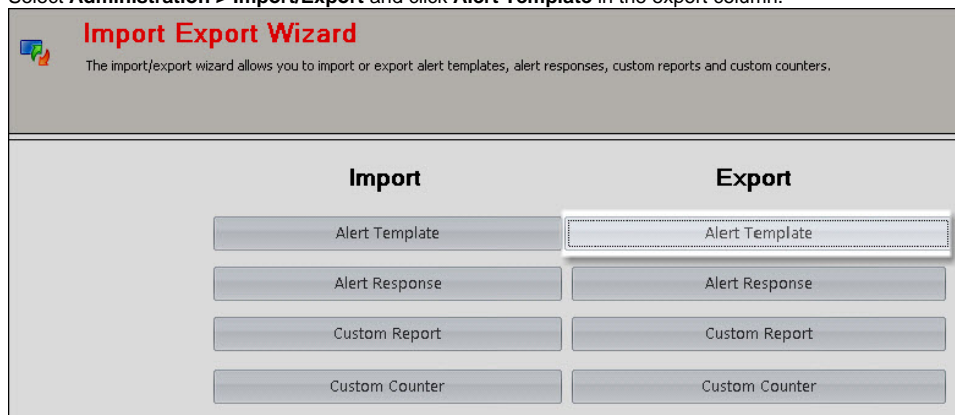 Select Administration > Import/Export and click Alert Template in the export column.
Import Export Wizard
The import/export wizard allows you to import or export alert templates, alert responses, custom reports and custom counters.
Import Export
Alert Template Alert Template
Alert Response Alert Response
Custom Report Custom Report
Custom Counter Custom Counter